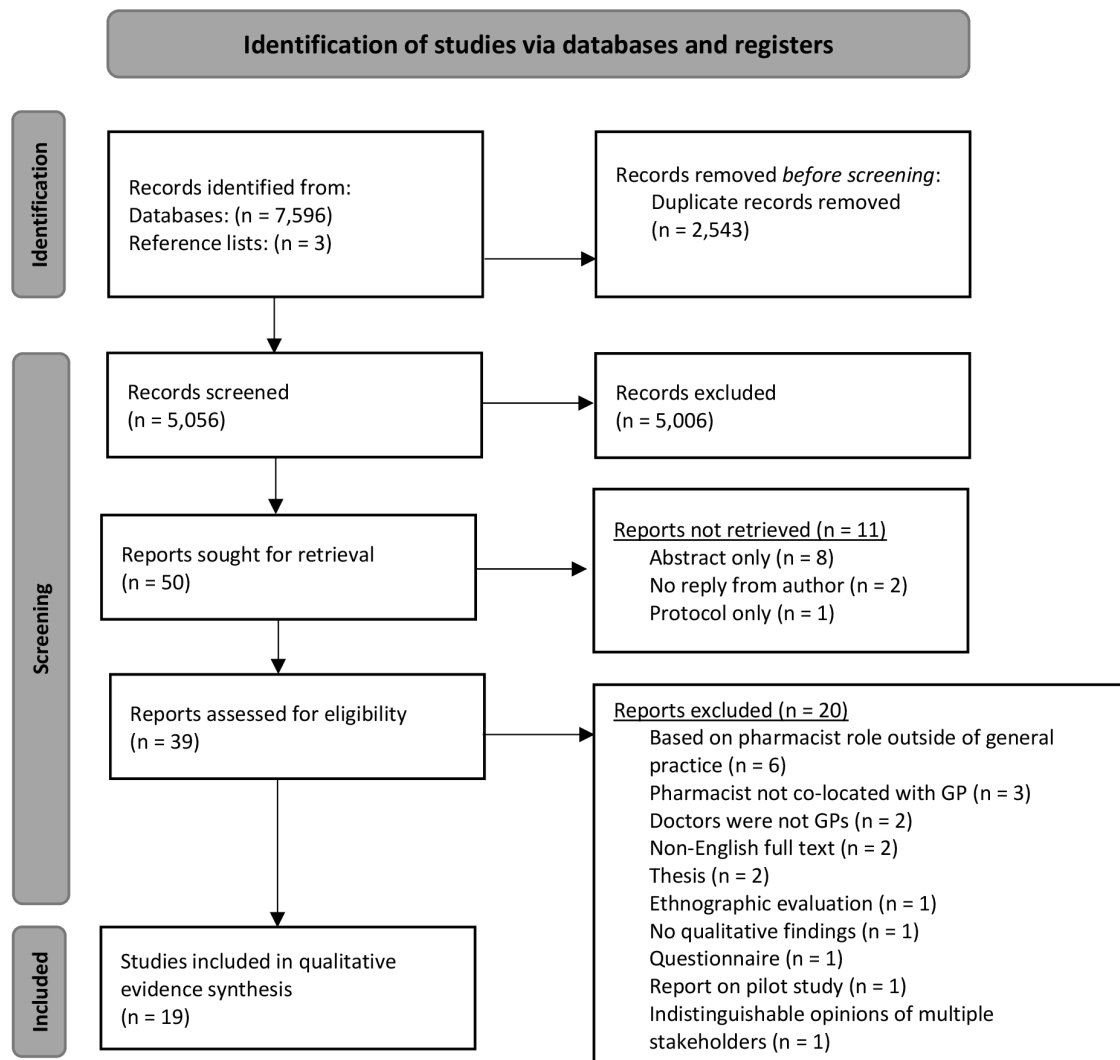 Identification of studies via databases and registers
Identification
Records identified from:
Databases: (n = 7,596)
Reference lists: (n = 3)
Records removed before screening:
Duplicate records removed
(n = 2,543)
Screening
Records screened
(n = 5,056)
Records excluded
(n = 5,006)
Reports sought for retrieval
(n = 50)
Reports not retrieved (n = 11)
Abstract only (n = 8)
No reply from author (n = 2)
Protocol only (n = 1)
Reports assessed for eligibility
(n = 39)
Reports excluded (n = 20)
Based on pharmacist role outside of general
practice (n = 6)
Pharmacist not co-located with GP (n = 3)
Doctors were not GPs (n = 2)
Non-English full text (n = 2)
Thesis (n = 2)
Ethnographic evaluation (n = 1)
No qualitative findings (n = 1)
Questionnaire (n = 1)
Report on pilot study (n = 1)
Indistinguishable opinions of multiple
stakeholders (n = 1)
Included
Studies included in qualitative
evidence synthesis
(n = 19)